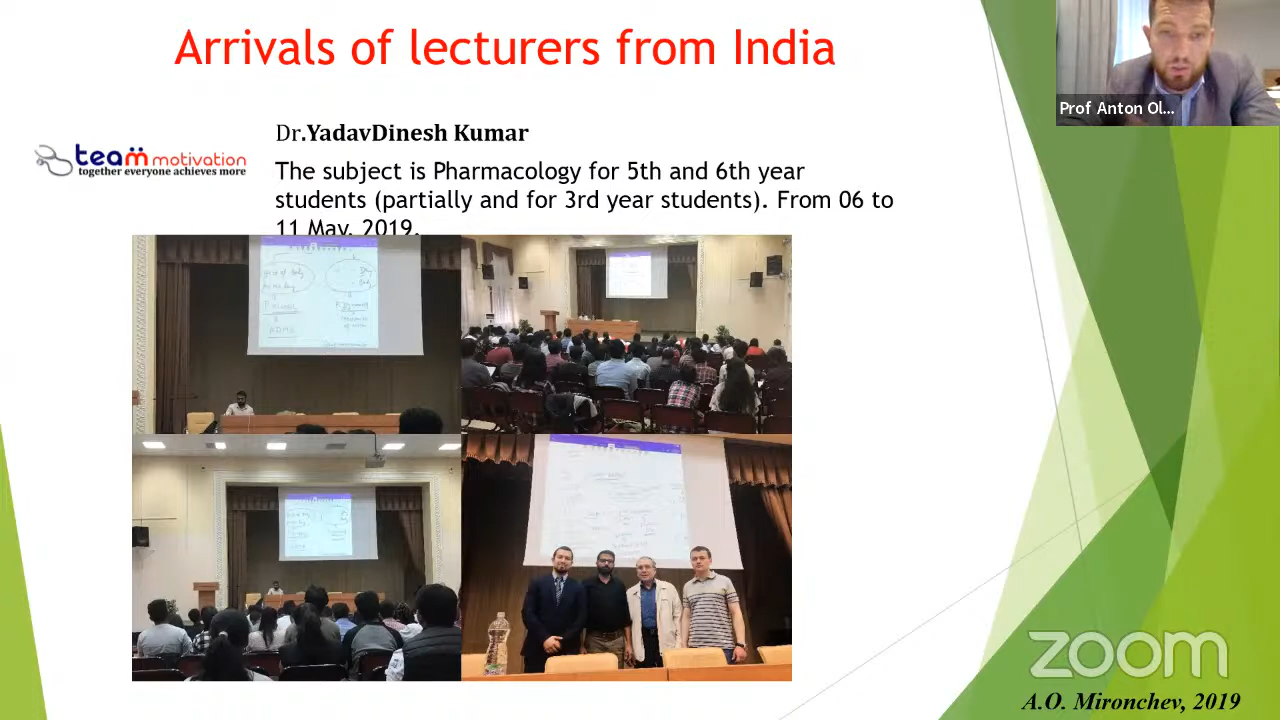 Arrivals of lecturers from India
Prof Anton Ol...
Dr.YadavDinesh Kumar
team motivation
together everyone achieves more
The subject is Pharmacology for 5th and 6th year
students (partially and for 3rd year students). From 06 to
11 May, 2019.
zoom
A.O. Mironchev, 2019